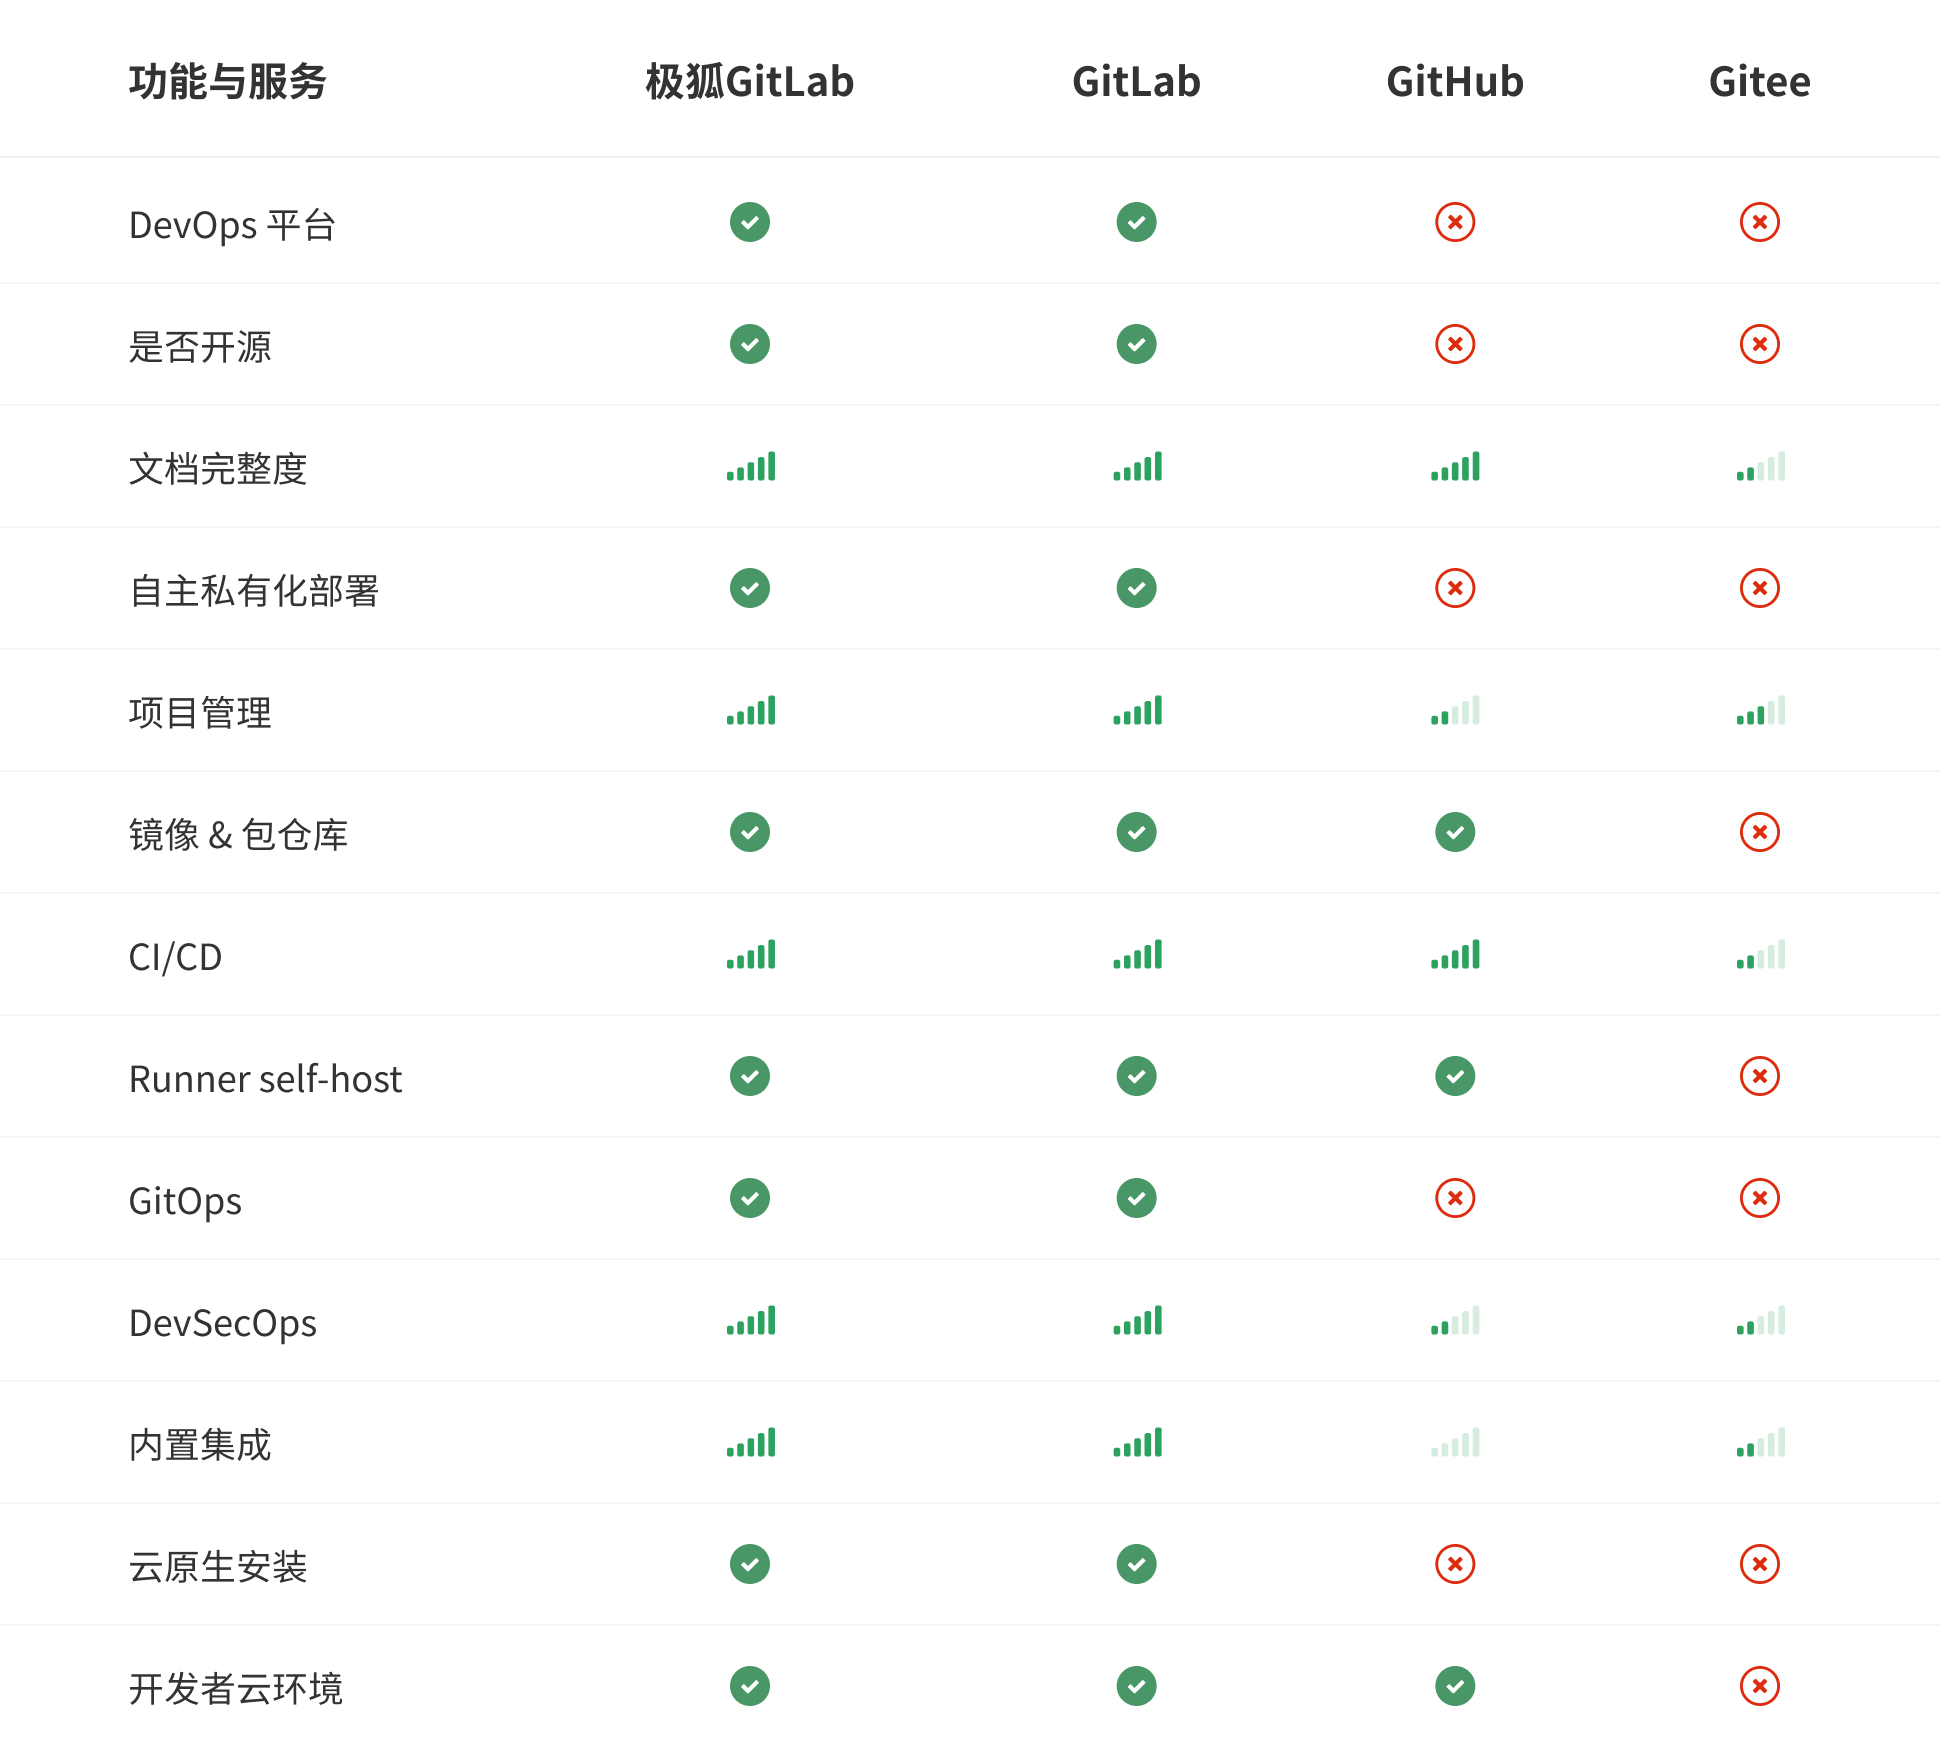 功能与服务 极狐GitLab GitLab GitHub Gitee
DevOps 平台
是否开源
文档完整度
自主私有化部署
项目管理
镜像 & 包仓库
CI/CD
Runner self-host
GitOps
DevSecOps
内置集成
云原生安装
开发者云环境